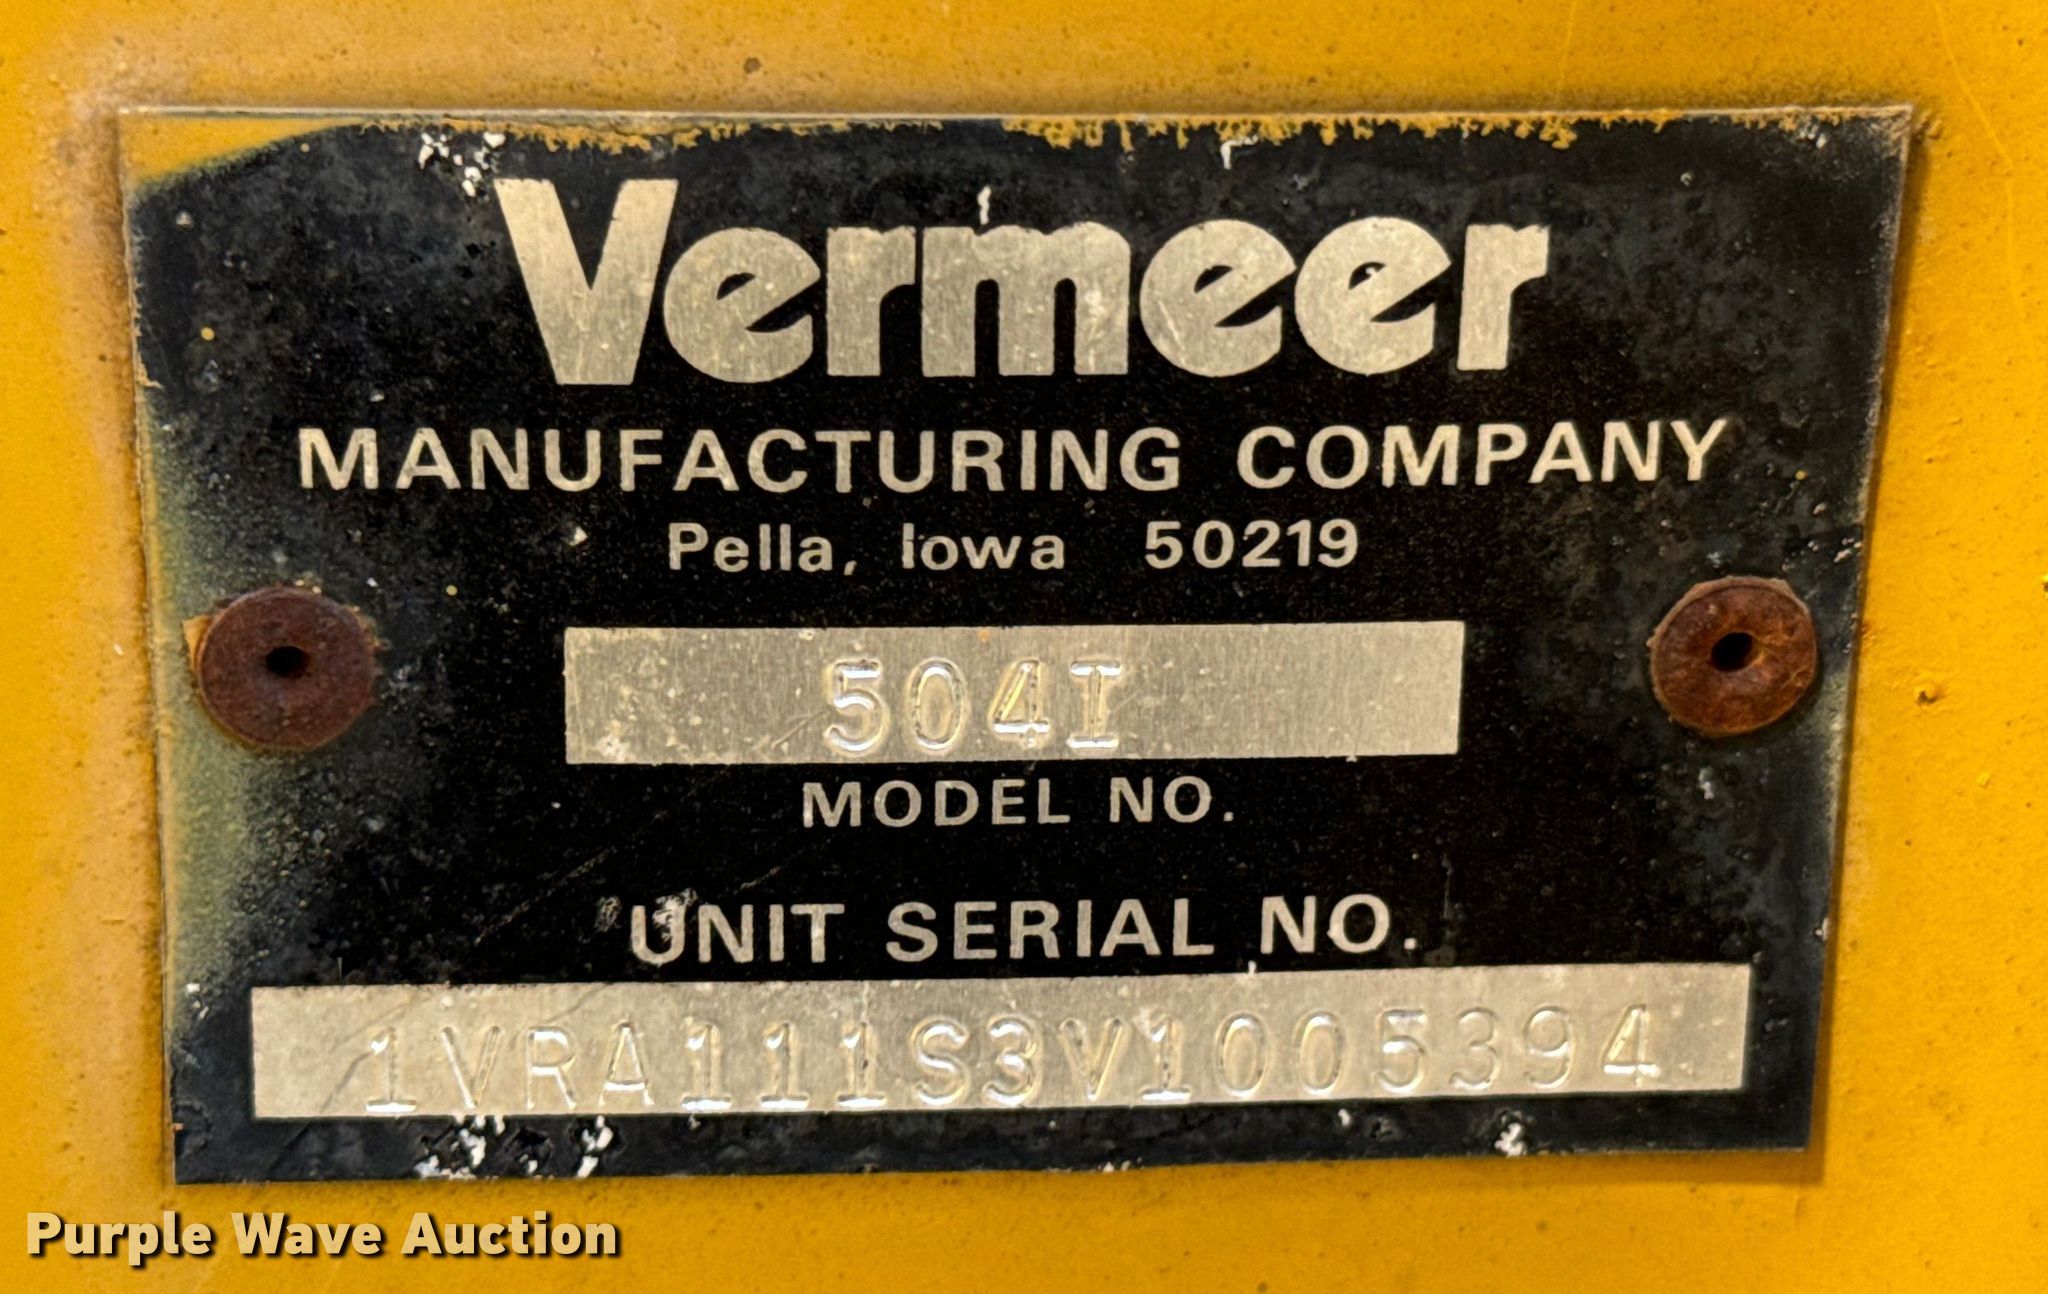 Vermeer
MANUFACTURING COMPANY
Pella, Iowa 50219
504I
MODEL NO.
UNIT SERIAL NO.
1VRA111S3V1005394
Purple Wave Auction